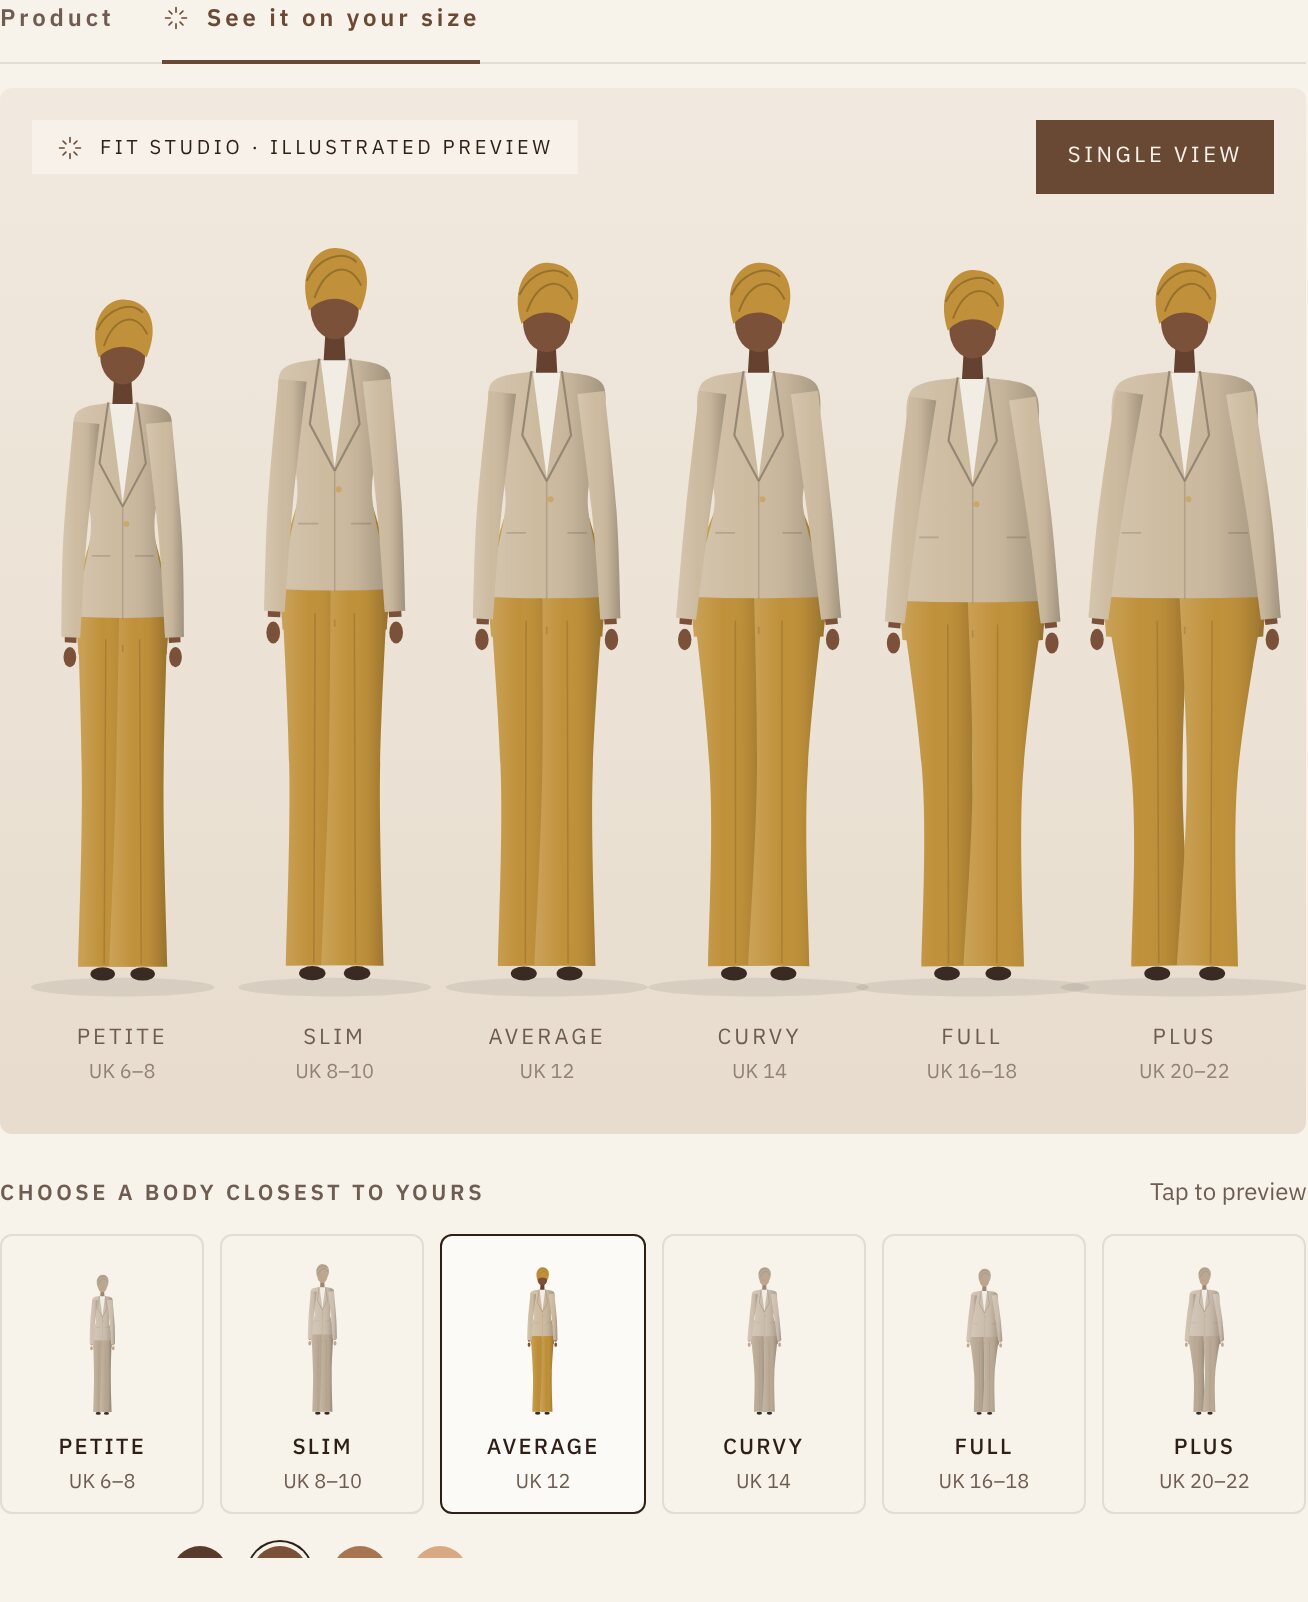 Product
See it on your size
FIT STUDIO · ILLUSTRATED PREVIEW
SINGLE VIEW
PETITE
UK 6–8
SLIM
UK 8–10
AVERAGE
UK 12
CURVY
UK 14
FULL
UK 16–18
PLUS
UK 20–22
CHOOSE A BODY CLOSEST TO YOURS
Tap to preview
PETITE
UK 6–8
SLIM
UK 8–10
AVERAGE
UK 12
CURVY
UK 14
FULL
UK 16–18
PLUS
UK 20–22